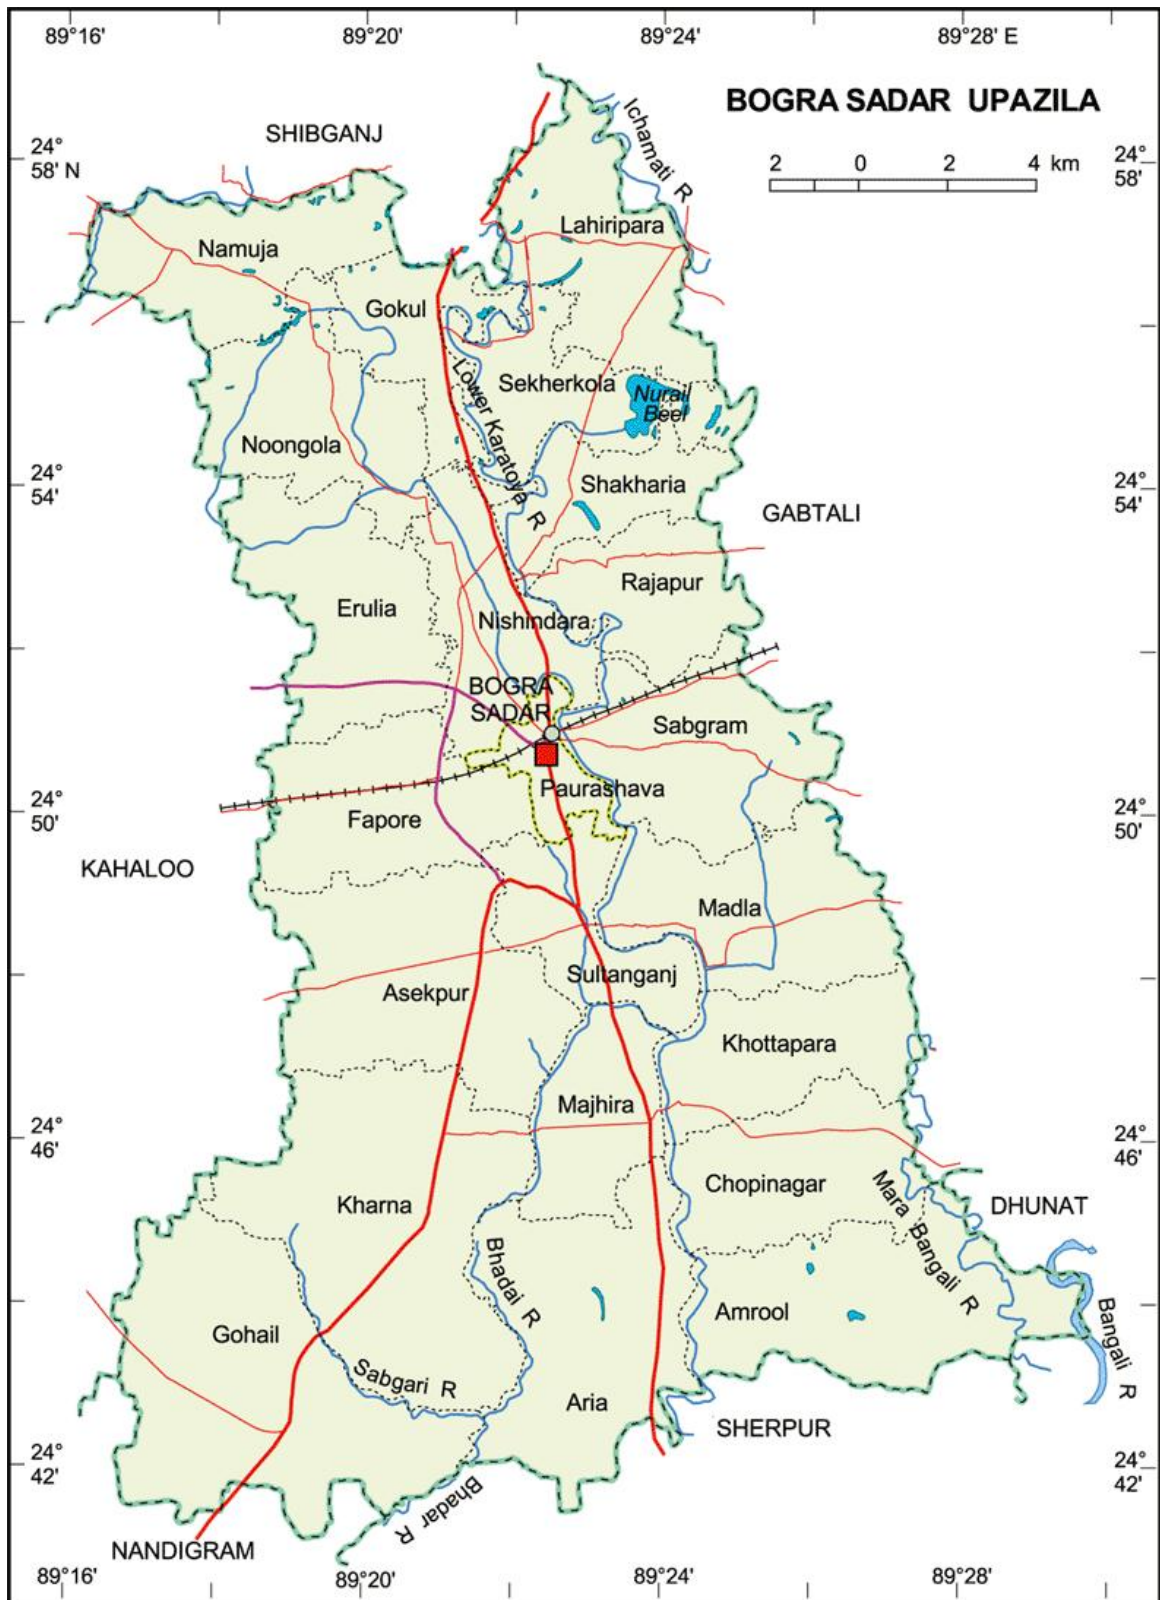 89°16'
89°20'
89°24'
89°28' E
BOGRA SADAR UPAZILA
2 0 2 4 km
SHIBGANJ
Ichamati R
24°
58' N
24°
58'
Lahiripara
Namuja
Gokul
Lower Karatoya R
Sekherkola
Nurail
Beel
Noongola
24°
54'
Shakharia
24°
54'
GABTALI
Rajapur
Erulia
Nishindara
BOGRA
SADAR
Sabgram
Paurashava
24°
50'
Fapore
24°
50'
KAHALOO
Madla
Sultanganj
Asekpur
Khottapara
Majhira
24°
46'
24°
46'
Chopinagar
Mara Bangali R
DHUNAT
Kharna
Bhadai R
Amrool
Bangali R
Gohail
Sabgari R
Aria
SHERPUR
24°
42'
24°
42'
Bhadar R
NANDIGRAM
89°16'
89°20'
89°24'
89°28'